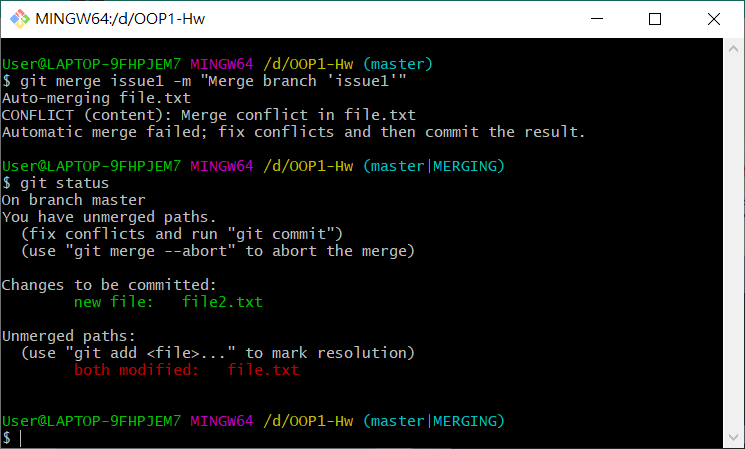 MINGW64:/d/OOP1-Hw
User@LAPTOP-9FHPJEM7 MINGW64 /d/OOP1-Hw (master)
$ git merge issue1 -m "Merge branch 'issue1'"
Auto-merging file.txt
CONFLICT (content): Merge conflict in file.txt
Automatic merge failed; fix conflicts and then commit the result.
User@LAPTOP-9FHPJEM7 MINGW64 /d/OOP1-Hw (master|MERGING)
$ git status
On branch master
You have unmerged paths.
  (fix conflicts and run "git commit")
  (use "git merge --abort" to abort the merge)
Changes to be committed:
        new file:   file2.txt
Unmerged paths:
  (use "git add <file>..." to mark resolution)
        both modified:   file.txt
User@LAPTOP-9FHPJEM7 MINGW64 /d/OOP1-Hw (master|MERGING)
$